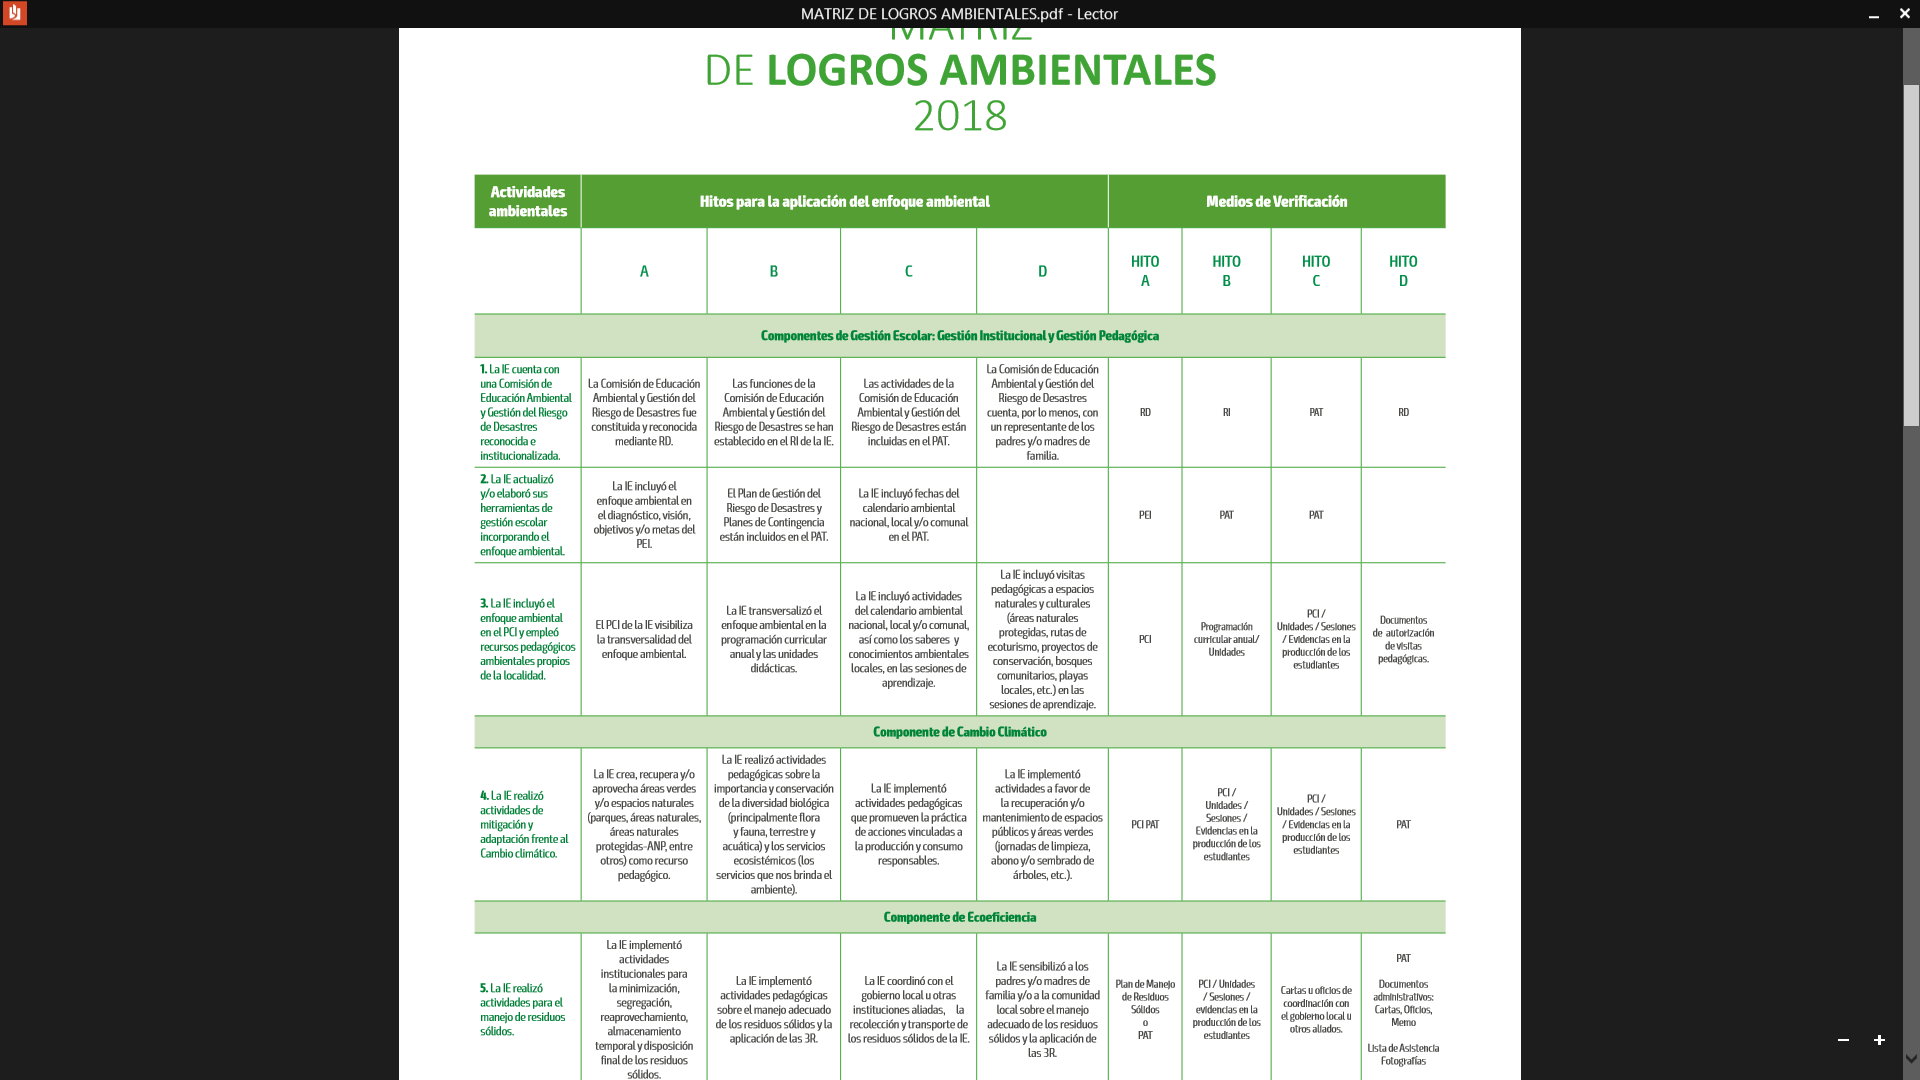 MATRIZ DE LOGROS AMBIENTALES.pdf - Lector
MATRIZ
DE LOGROS AMBIENTALES
2018
Actividades
ambientales
Hitos para la aplicación del enfoque ambiental
Medios de Verificación
A
B
C
D
HITO
A
HITO
B
HITO
C
HITO
D
Componentes de Gestión Escolar: Gestión Institucional y Gestión Pedagógica
1. La IE cuenta con
una Comisión de
Educación Ambiental
y Gestión del Riesgo
de Desastres
reconocida e
institucionalizada.
La Comisión de Educación
Ambiental y Gestión del
Riesgo de Desastres fue
constituida y reconocida
mediante RD.
Las funciones de la
Comisión de Educación
Ambiental y Gestión del
Riesgo de Desastres se han
establecido en el RI de la IE.
Las actividades de la
Comisión de Educación
Ambiental y Gestión del
Riesgo de Desastres están
incluidas en el PAT.
La Comisión de Educación
Ambiental y Gestión del
Riesgo de Desastres
cuenta, por lo menos, con
un representante de los
padres y/o madres de
familia.
RD
RI
PAT
RD
2. La IE actualizó
y/o elaboró sus
herramientas de
gestión escolar
incorporando el
enfoque ambiental.
La IE incluyó el
enfoque ambiental en
el diagnóstico, visión,
objetivos y/o metas del
PEI.
El Plan de Gestión del
Riesgo de Desastres y
Planes de Contingencia
están incluidos en el PAT.
La IE incluyó fechas del
calendario ambiental
nacional, local y/o comunal
en el PAT.
PEI
PAT
PAT
3. La IE incluyó el
enfoque ambiental
en el PCI y empleó
recursos pedagógicos
ambientales propios
de la localidad.
El PCI de la IE visibiliza
la transversalidad del
enfoque ambiental.
La IE transversalizó el
enfoque ambiental en la
programación curricular
anual y las unidades
didácticas.
La IE incluyó actividades
del calendario ambiental
nacional, local y/o comunal,
así como los saberes y
conocimientos ambientales
locales, en las sesiones de
aprendizaje.
La IE incluyó visitas
pedagógicas a espacios
naturales y culturales
(áreas naturales
protegidas, rutas de
ecoturismo, proyectos de
conservación, bosques
comunitarios, playas
locales, etc.) en las
sesiones de aprendizaje.
PCI
Programación
curricular anual/
Unidades
PCI /
Unidades / Sesiones
/ Evidencias en la
producción de los
estudiantes
Documentos
de autorización
de visitas
pedagógicas.
Componente de Cambio Climático
4. La IE realizó
actividades de
mitigación y
adaptación frente al
Cambio climático.
La IE crea, recupera y/o
aprovecha áreas verdes
y/o espacios naturales
(parques, áreas naturales,
áreas naturales
protegidas-ANP, entre
otros) como recurso
pedagógico.
La IE realizó actividades
pedagógicas sobre la
importancia y conservación
de la diversidad biológica
(principalmente flora
y fauna, terrestre y
acuática) y los servicios
ecosistémicos (los
servicios que nos brinda el
ambiente).
La IE implementó
actividades pedagógicas
que promueven la práctica
de acciones vinculadas a
la producción y consumo
responsables.
La IE implementó
actividades a favor de
la recuperación y/o
mantenimiento de espacios
públicos y áreas verdes
(jornadas de limpieza,
abono y/o sembrado de
árboles, etc.).
PCI PAT
PCI /
Unidades /
Sesiones /
Evidencias en la
producción de los
estudiantes
PCI /
Unidades / Sesiones
/ Evidencias en la
producción de los
estudiantes
PAT
Componente de Ecoeficiencia
5. La IE realizó
actividades para el
manejo de residuos
sólidos.
La IE implementó
actividades
institucionales para
la minimización,
segregación,
reaprovechamiento,
almacenamiento
temporal y disposición
final de los residuos
sólidos.
La IE implementó
actividades pedagógicas
sobre el manejo adecuado
de los residuos sólidos y la
aplicación de las 3R.
La IE coordinó con el
gobierno local u otras
instituciones aliadas, la
recolección y transporte de
los residuos sólidos de la IE.
La IE sensibilizó a los
padres y/o madres de
familia y/o a la comunidad
local sobre el manejo
adecuado de los residuos
sólidos y la aplicación de
las 3R.
Plan de Manejo
de Residuos
Sólidos
o
PAT
PCI / Unidades
/ Sesiones /
evidencias en la
producción de los
estudiantes
Cartas u oficios de
coordinación con
el gobierno local u
otros aliados.
PAT
Documentos
administrativos:
Cartas, Oficios,
Memo
Lista de Asistencia
Fotografías